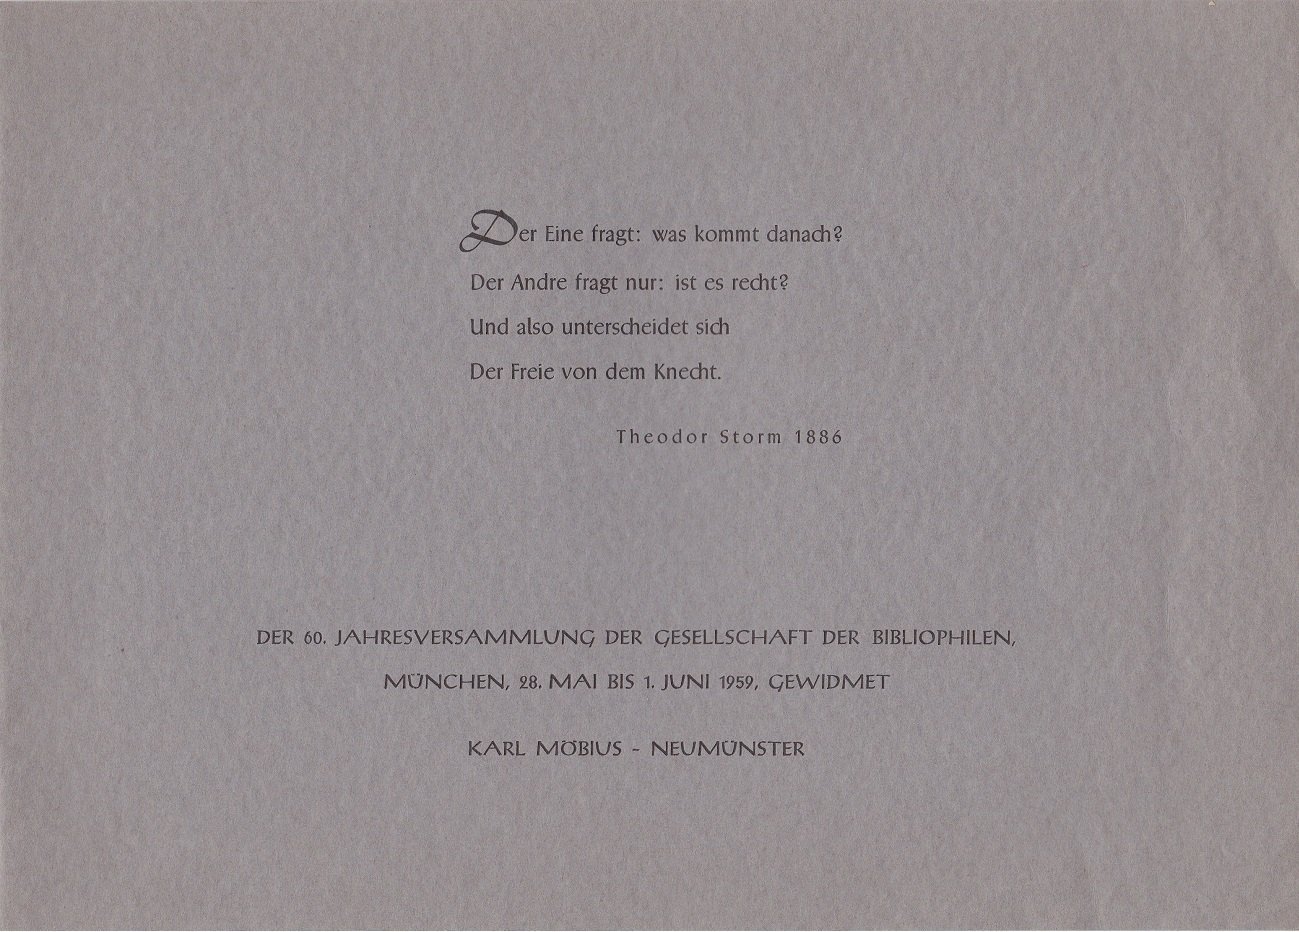 Der Eine fragt: was kommt danach?
Der Andre fragt nur: ist es recht?
Und also unterscheidet sich
Der Freie von dem Knecht.
Theodor Storm 1886
DER 60. JAHRESVERSAMMLUNG DER GESELLSCHAFT DER BIBLIOPHILEN,
MÜNCHEN, 28. MAI BIS 1. JUNI 1959, GEWIDMET
KARL MÖBIUS - NEUMÜNSTER